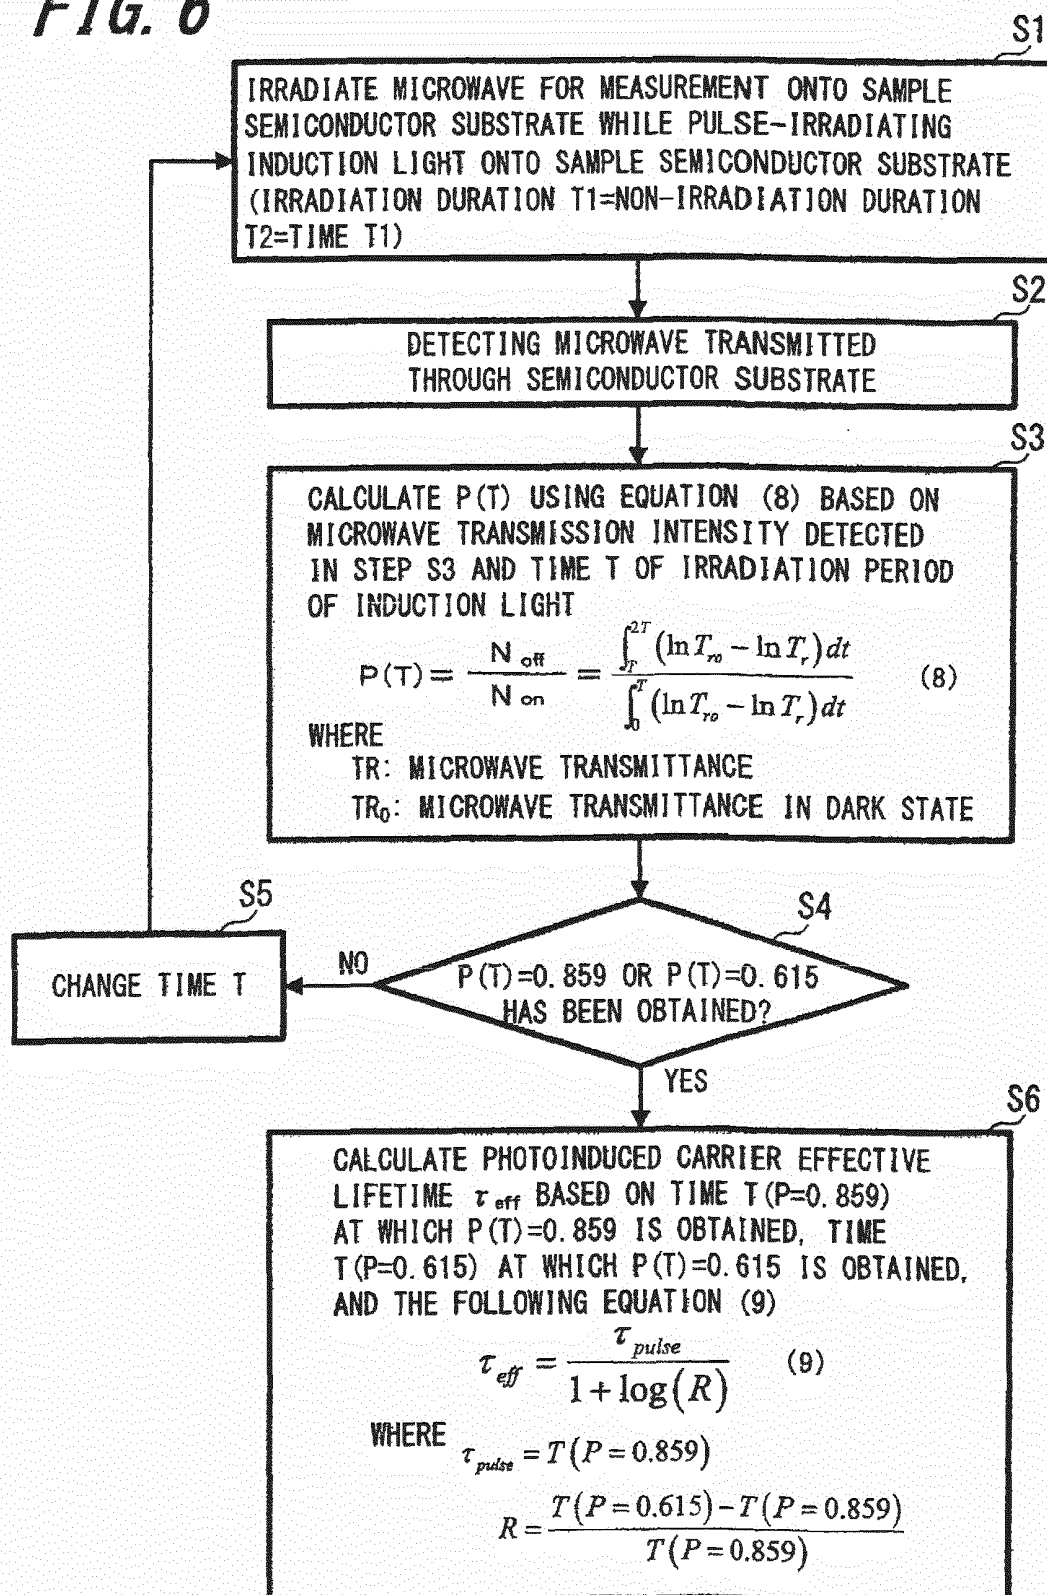 FIG. 6
S1
IRRADIATE MICROWAVE FOR MEASUREMENT ONTO SAMPLE
SEMICONDUCTOR SUBSTRATE WHILE PULSE-IRRADIATING
INDUCTION LIGHT ONTO SAMPLE SEMICONDUCTOR SUBSTRATE
(IRRADIATION DURATION T1=NON-IRRADIATION DURATION
T2=TIME T1)
S2
DETECTING MICROWAVE TRANSMITTED
THROUGH SEMICONDUCTOR SUBSTRATE
S3
CALCULATE P(T) USING EQUATION (8) BASED ON
MICROWAVE TRANSMISSION INTENSITY DETECTED
IN STEP S3 AND TIME T OF IRRADIATION PERIOD
OF INDUCTION LIGHT
P(T) = N off / N on = ∫_T^2T (ln T_ro − ln T_r) dt / ∫_0^T (ln T_ro − ln T_r) dt (8)
WHERE
TR: MICROWAVE TRANSMITTANCE
TR₀: MICROWAVE TRANSMITTANCE IN DARK STATE
S4
P(T)=0.859 OR P(T)=0.615
HAS BEEN OBTAINED?
NO
S5
CHANGE TIME T
YES
S6
CALCULATE PHOTOINDUCED CARRIER EFFECTIVE
LIFETIME τ eff BASED ON TIME T(P=0.859)
AT WHICH P(T)=0.859 IS OBTAINED, TIME
T(P=0.615) AT WHICH P(T)=0.615 IS OBTAINED,
AND THE FOLLOWING EQUATION (9)
τ_eff = τ_pulse / 1 + log(R) (9)
WHERE τ_pulse = T(P = 0.859)
R = T(P = 0.615) − T(P = 0.859) / T(P = 0.859)